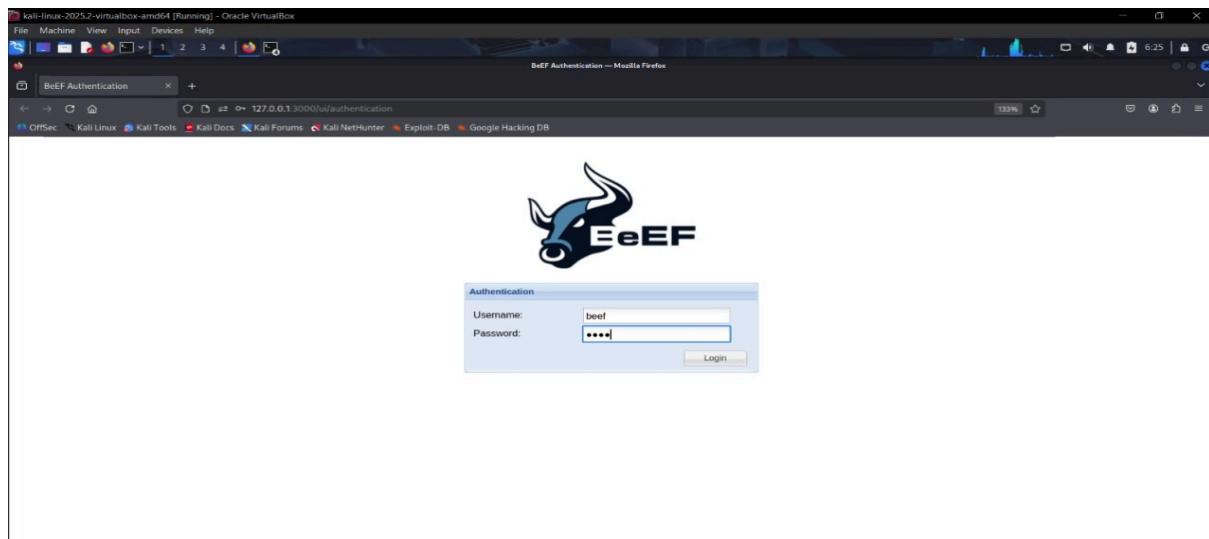 kali-linux-2025.2-virtualbox-amd64 [Running] - Oracle VirtualBox
File Machine View Input Devices Help
1 2 3 4 6:25
BeEF Authentication — Mozilla Firefox
BeEF Authentication
127.0.0.1:3000/ui/authentication 133%
OffSec Kali Linux Kali Tools Kali Docs Kali Forums Kali NetHunter Exploit-DB Google Hacking DB
BeEF
Authentication
Username: beef
Password: ••••
Login